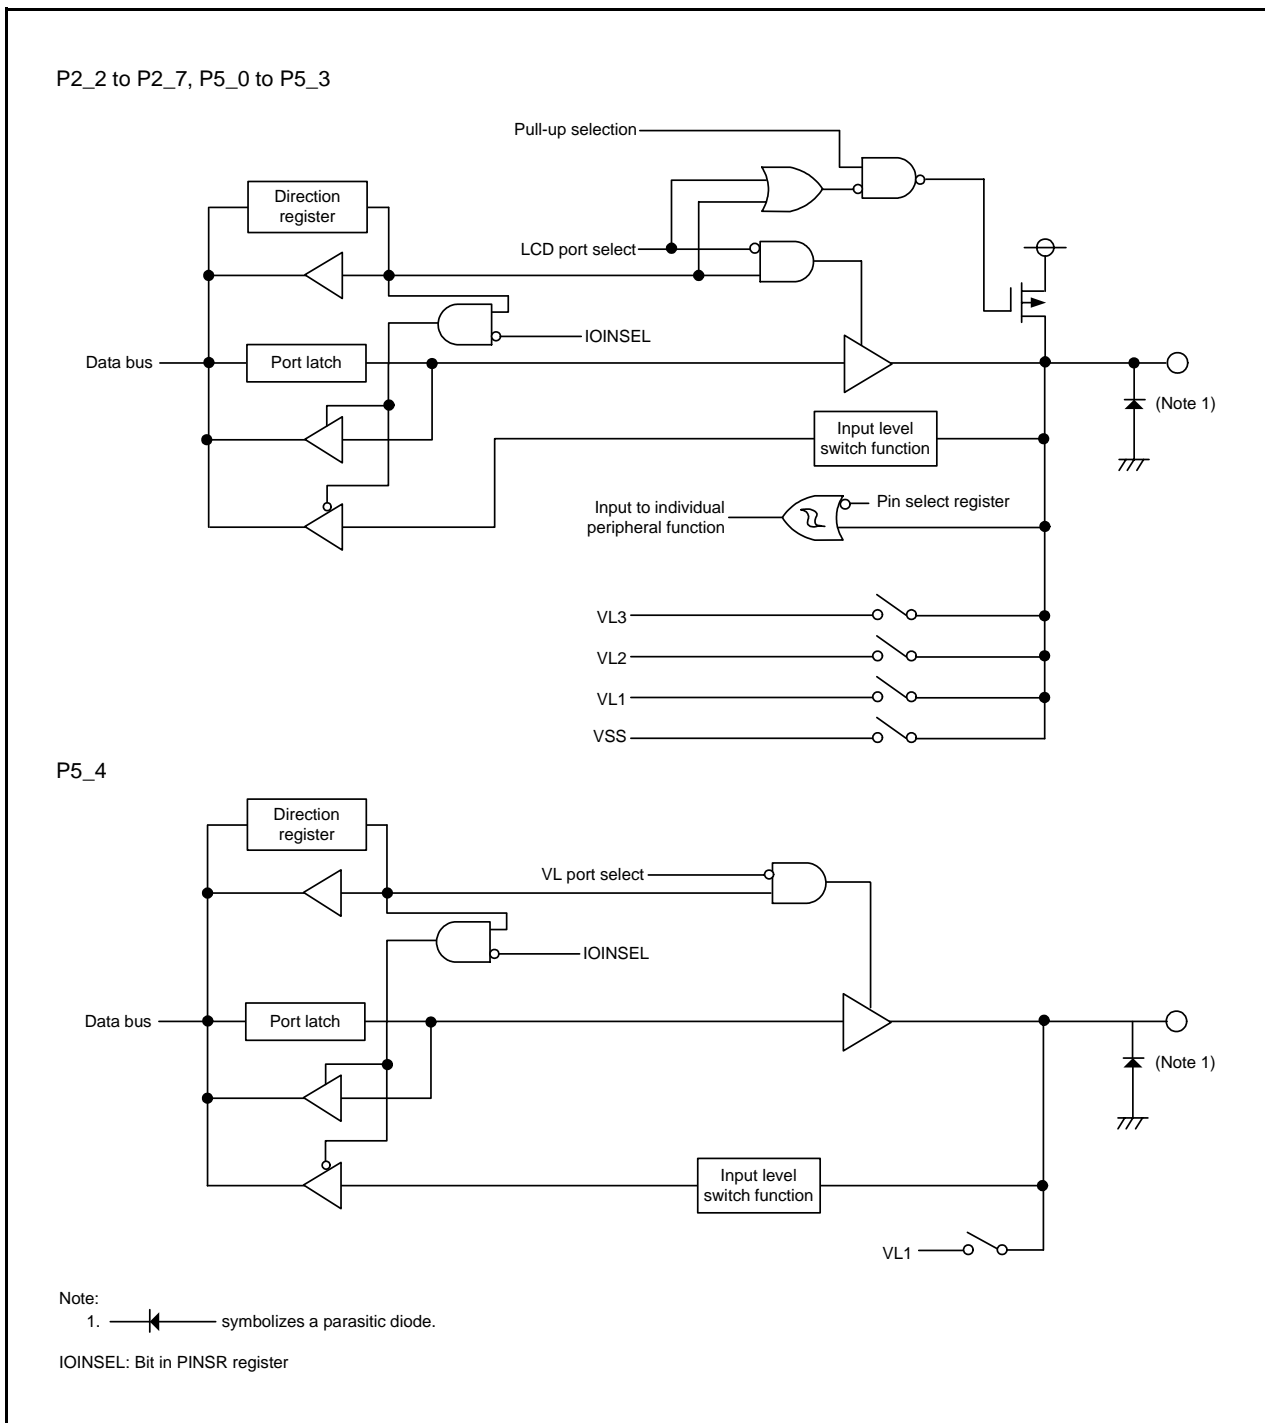 P2_2 to P2_7, P5_0 to P5_3
Pull-up selection
Direction
register
LCD port select
IOINSEL
Data bus
Port latch
(Note 1)
Input level
switch function
Input to individual
peripheral function
Pin select register
VL3
VL2
VL1
VSS
P5_4
Direction
register
VL port select
IOINSEL
Data bus
Port latch
(Note 1)
Input level
switch function
VL1
Note:
1. symbolizes a parasitic diode.
IOINSEL: Bit in PINSR register